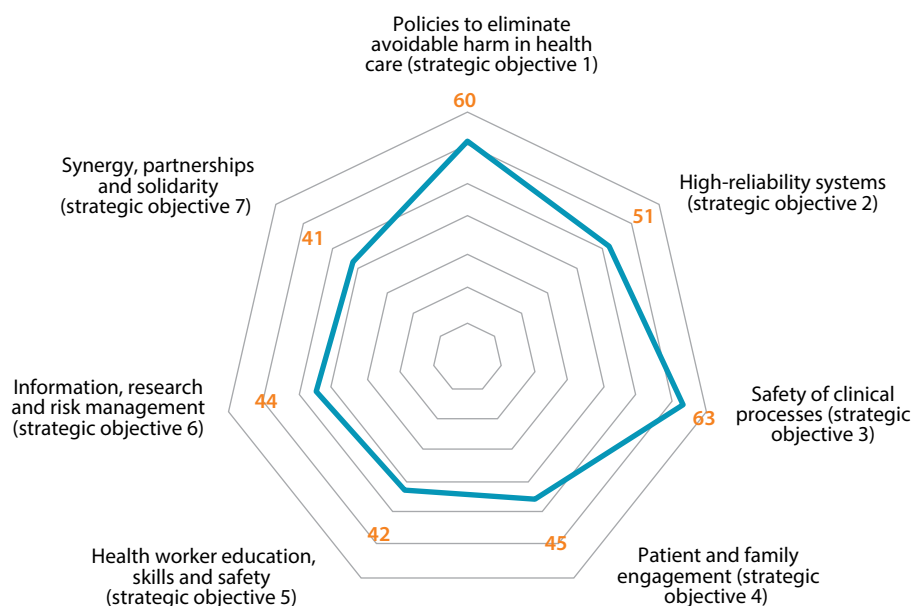 Policies to eliminate
avoidable harm in health
care (strategic objective 1)
60
High-reliability systems
(strategic objective 2)
51
Safety of clinical
processes (strategic
objective 3)
63
Patient and family
engagement (strategic
objective 4)
45
Health worker education,
skills and safety
(strategic objective 5)
42
Information, research
and risk management
(strategic objective 6)
44
Synergy, partnerships
and solidarity
(strategic objective 7)
41